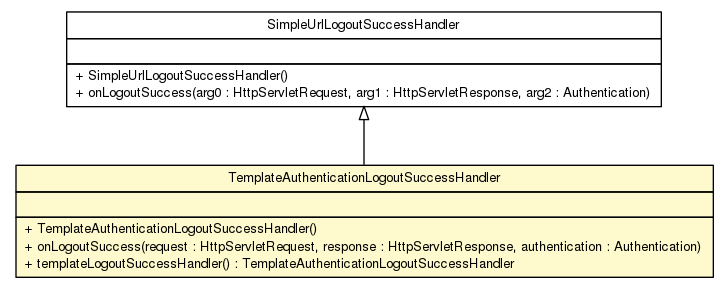 SimpleUrlLogoutSuccessHandler
+ SimpleUrlLogoutSuccessHandler()
+ onLogoutSuccess(arg0 : HttpServletRequest, arg1 : HttpServletResponse, arg2 : Authentication)
TemplateAuthenticationLogoutSuccessHandler
+ TemplateAuthenticationLogoutSuccessHandler()
+ onLogoutSuccess(request : HttpServletRequest, response : HttpServletResponse, authentication : Authentication)
+ templateLogoutSuccessHandler() : TemplateAuthenticationLogoutSuccessHandler